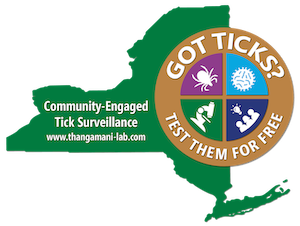 GOT TICKS?
Community-Engaged
Tick Surveillance
www.thangamani-lab.com
TEST THEM FOR FREE